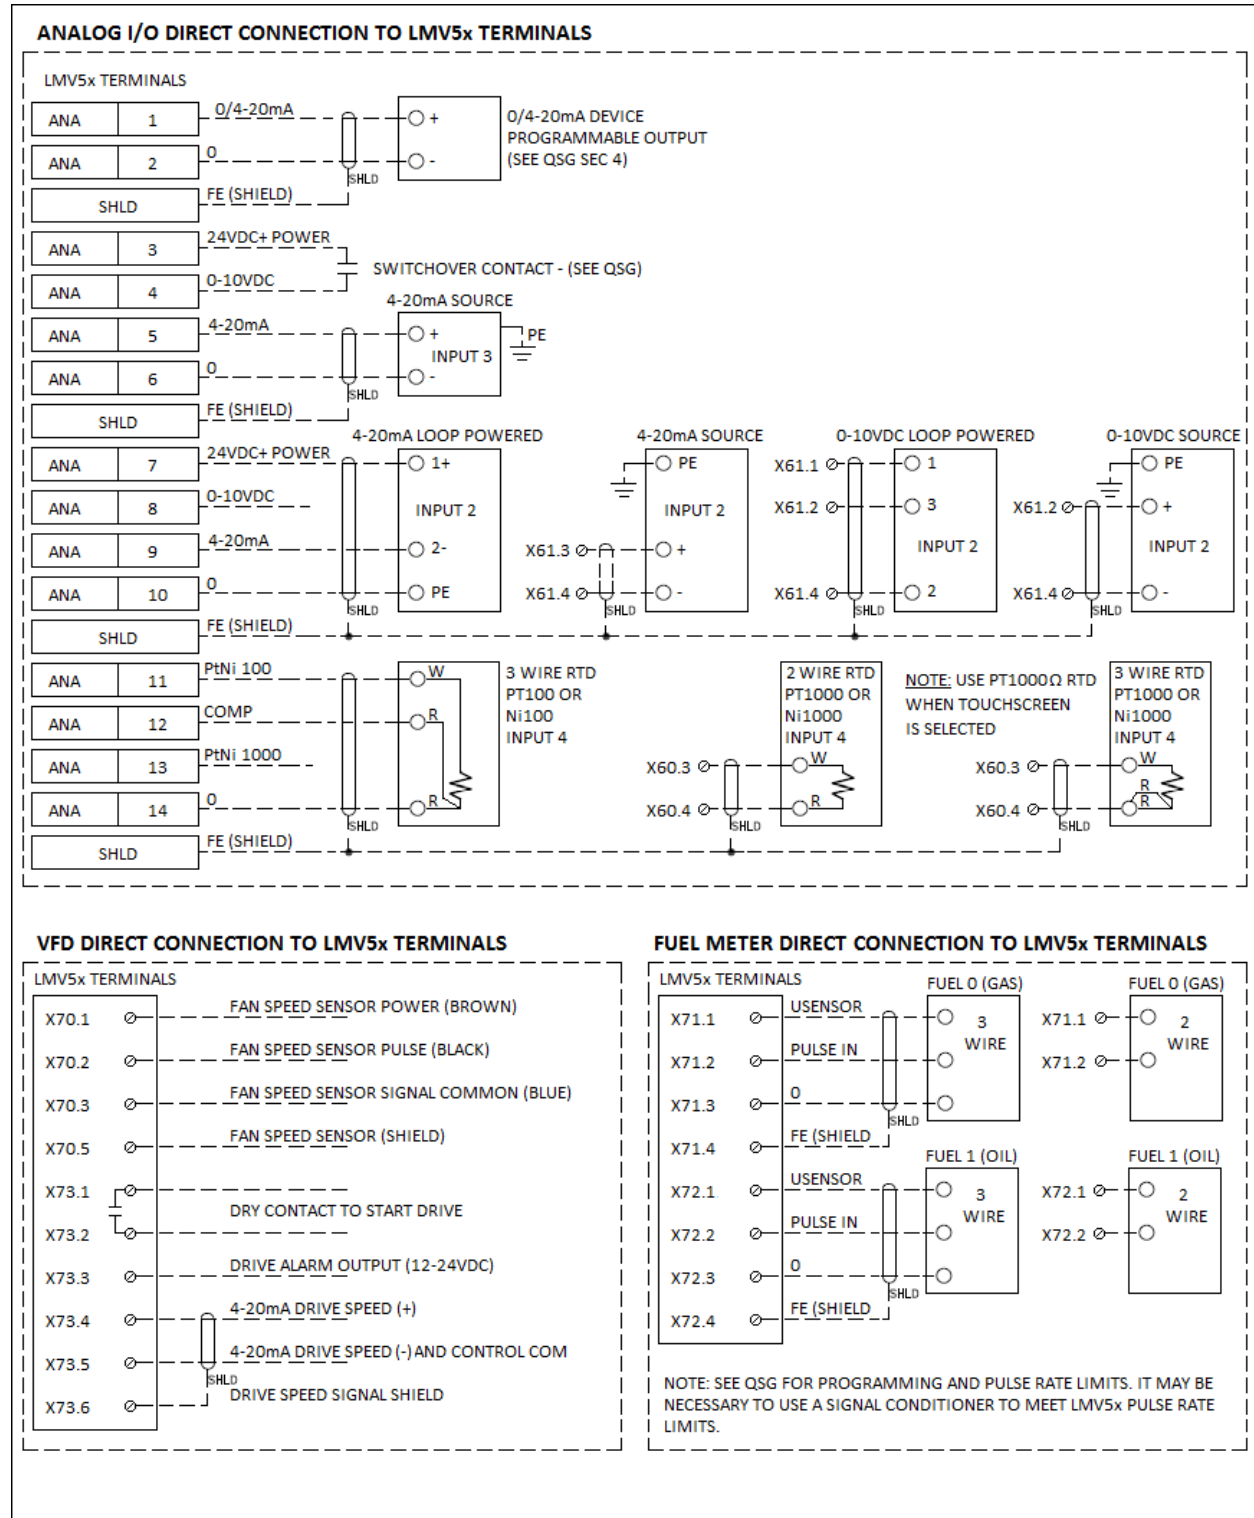 ANALOG I/O DIRECT CONNECTION TO LMV5x TERMINALS
LMV5x TERMINALS
ANA 1 0/4-20mA +
ANA 2 0 -
SHLD
SHLD FE (SHIELD)
0/4-20mA DEVICE
PROGRAMMABLE OUTPUT
(SEE QSG SEC 4)
ANA 3 24VDC+ POWER
ANA 4 0-10VDC
SWITCHOVER CONTACT - (SEE QSG)
4-20mA SOURCE
ANA 5 4-20mA + PE
INPUT 3
ANA 6 0 -
SHLD
SHLD FE (SHIELD)
4-20mA LOOP POWERED
ANA 7 24VDC+ POWER 1+
ANA 8 0-10VDC INPUT 2
ANA 9 4-20mA 2-
ANA 10 0 PE
SHLD
SHLD FE (SHIELD)
4-20mA SOURCE
PE
INPUT 2
X61.3 +
X61.4 -
SHLD
0-10VDC LOOP POWERED
X61.1 1
X61.2 3
INPUT 2
X61.4 2
SHLD
0-10VDC SOURCE
PE
X61.2 +
INPUT 2
X61.4 -
SHLD
ANA 11 PtNi 100 W
ANA 12 COMP R
ANA 13 PtNi 1000
ANA 14 0 R
SHLD
SHLD FE (SHIELD)
3 WIRE RTD
PT100 OR
Ni100
INPUT 4
2 WIRE RTD
PT1000 OR
Ni1000
INPUT 4
X60.3 W
X60.4 R
SHLD
NOTE: USE PT1000Ω RTD
WHEN TOUCHSCREEN
IS SELECTED
3 WIRE RTD
PT1000 OR
Ni1000
INPUT 4
X60.3 W
R
X60.4 R
SHLD
VFD DIRECT CONNECTION TO LMV5x TERMINALS
LMV5x TERMINALS
X70.1 FAN SPEED SENSOR POWER (BROWN)
X70.2 FAN SPEED SENSOR PULSE (BLACK)
X70.3 FAN SPEED SENSOR SIGNAL COMMON (BLUE)
X70.5 FAN SPEED SENSOR (SHIELD)
X73.1
DRY CONTACT TO START DRIVE
X73.2
X73.3 DRIVE ALARM OUTPUT (12-24VDC)
X73.4 4-20mA DRIVE SPEED (+)
X73.5 4-20mA DRIVE SPEED (-) AND CONTROL COM
SHLD
X73.6 DRIVE SPEED SIGNAL SHIELD
FUEL METER DIRECT CONNECTION TO LMV5x TERMINALS
LMV5x TERMINALS
FUEL 0 (GAS)
X71.1 USENSOR
X71.2 PULSE IN
X71.3 0
SHLD
X71.4 FE (SHIELD
3
WIRE
FUEL 0 (GAS)
X71.1
X71.2
2
WIRE
FUEL 1 (OIL)
X72.1 USENSOR
X72.2 PULSE IN
X72.3 0
SHLD
X72.4 FE (SHIELD
3
WIRE
FUEL 1 (OIL)
X72.1
X72.2
2
WIRE
NOTE: SEE QSG FOR PROGRAMMING AND PULSE RATE LIMITS. IT MAY BE
NECESSARY TO USE A SIGNAL CONDITIONER TO MEET LMV5x PULSE RATE
LIMITS.